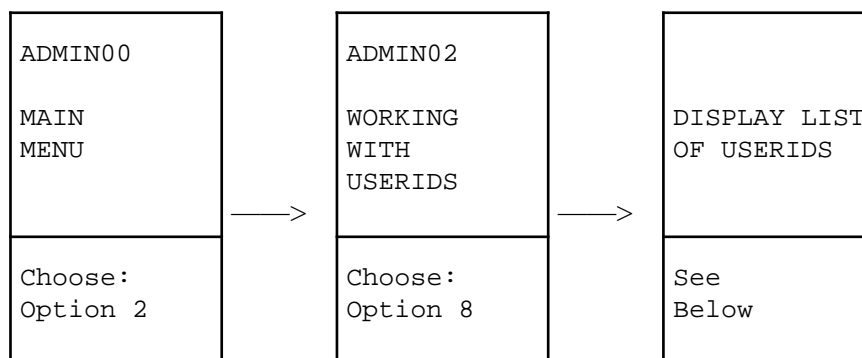 ADMIN00
MAIN
MENU
Choose:
Option 2
——>
ADMIN02
WORKING
WITH
USERIDS
Choose:
Option 8
——>
DISPLAY LIST
OF USERIDS
See
Below